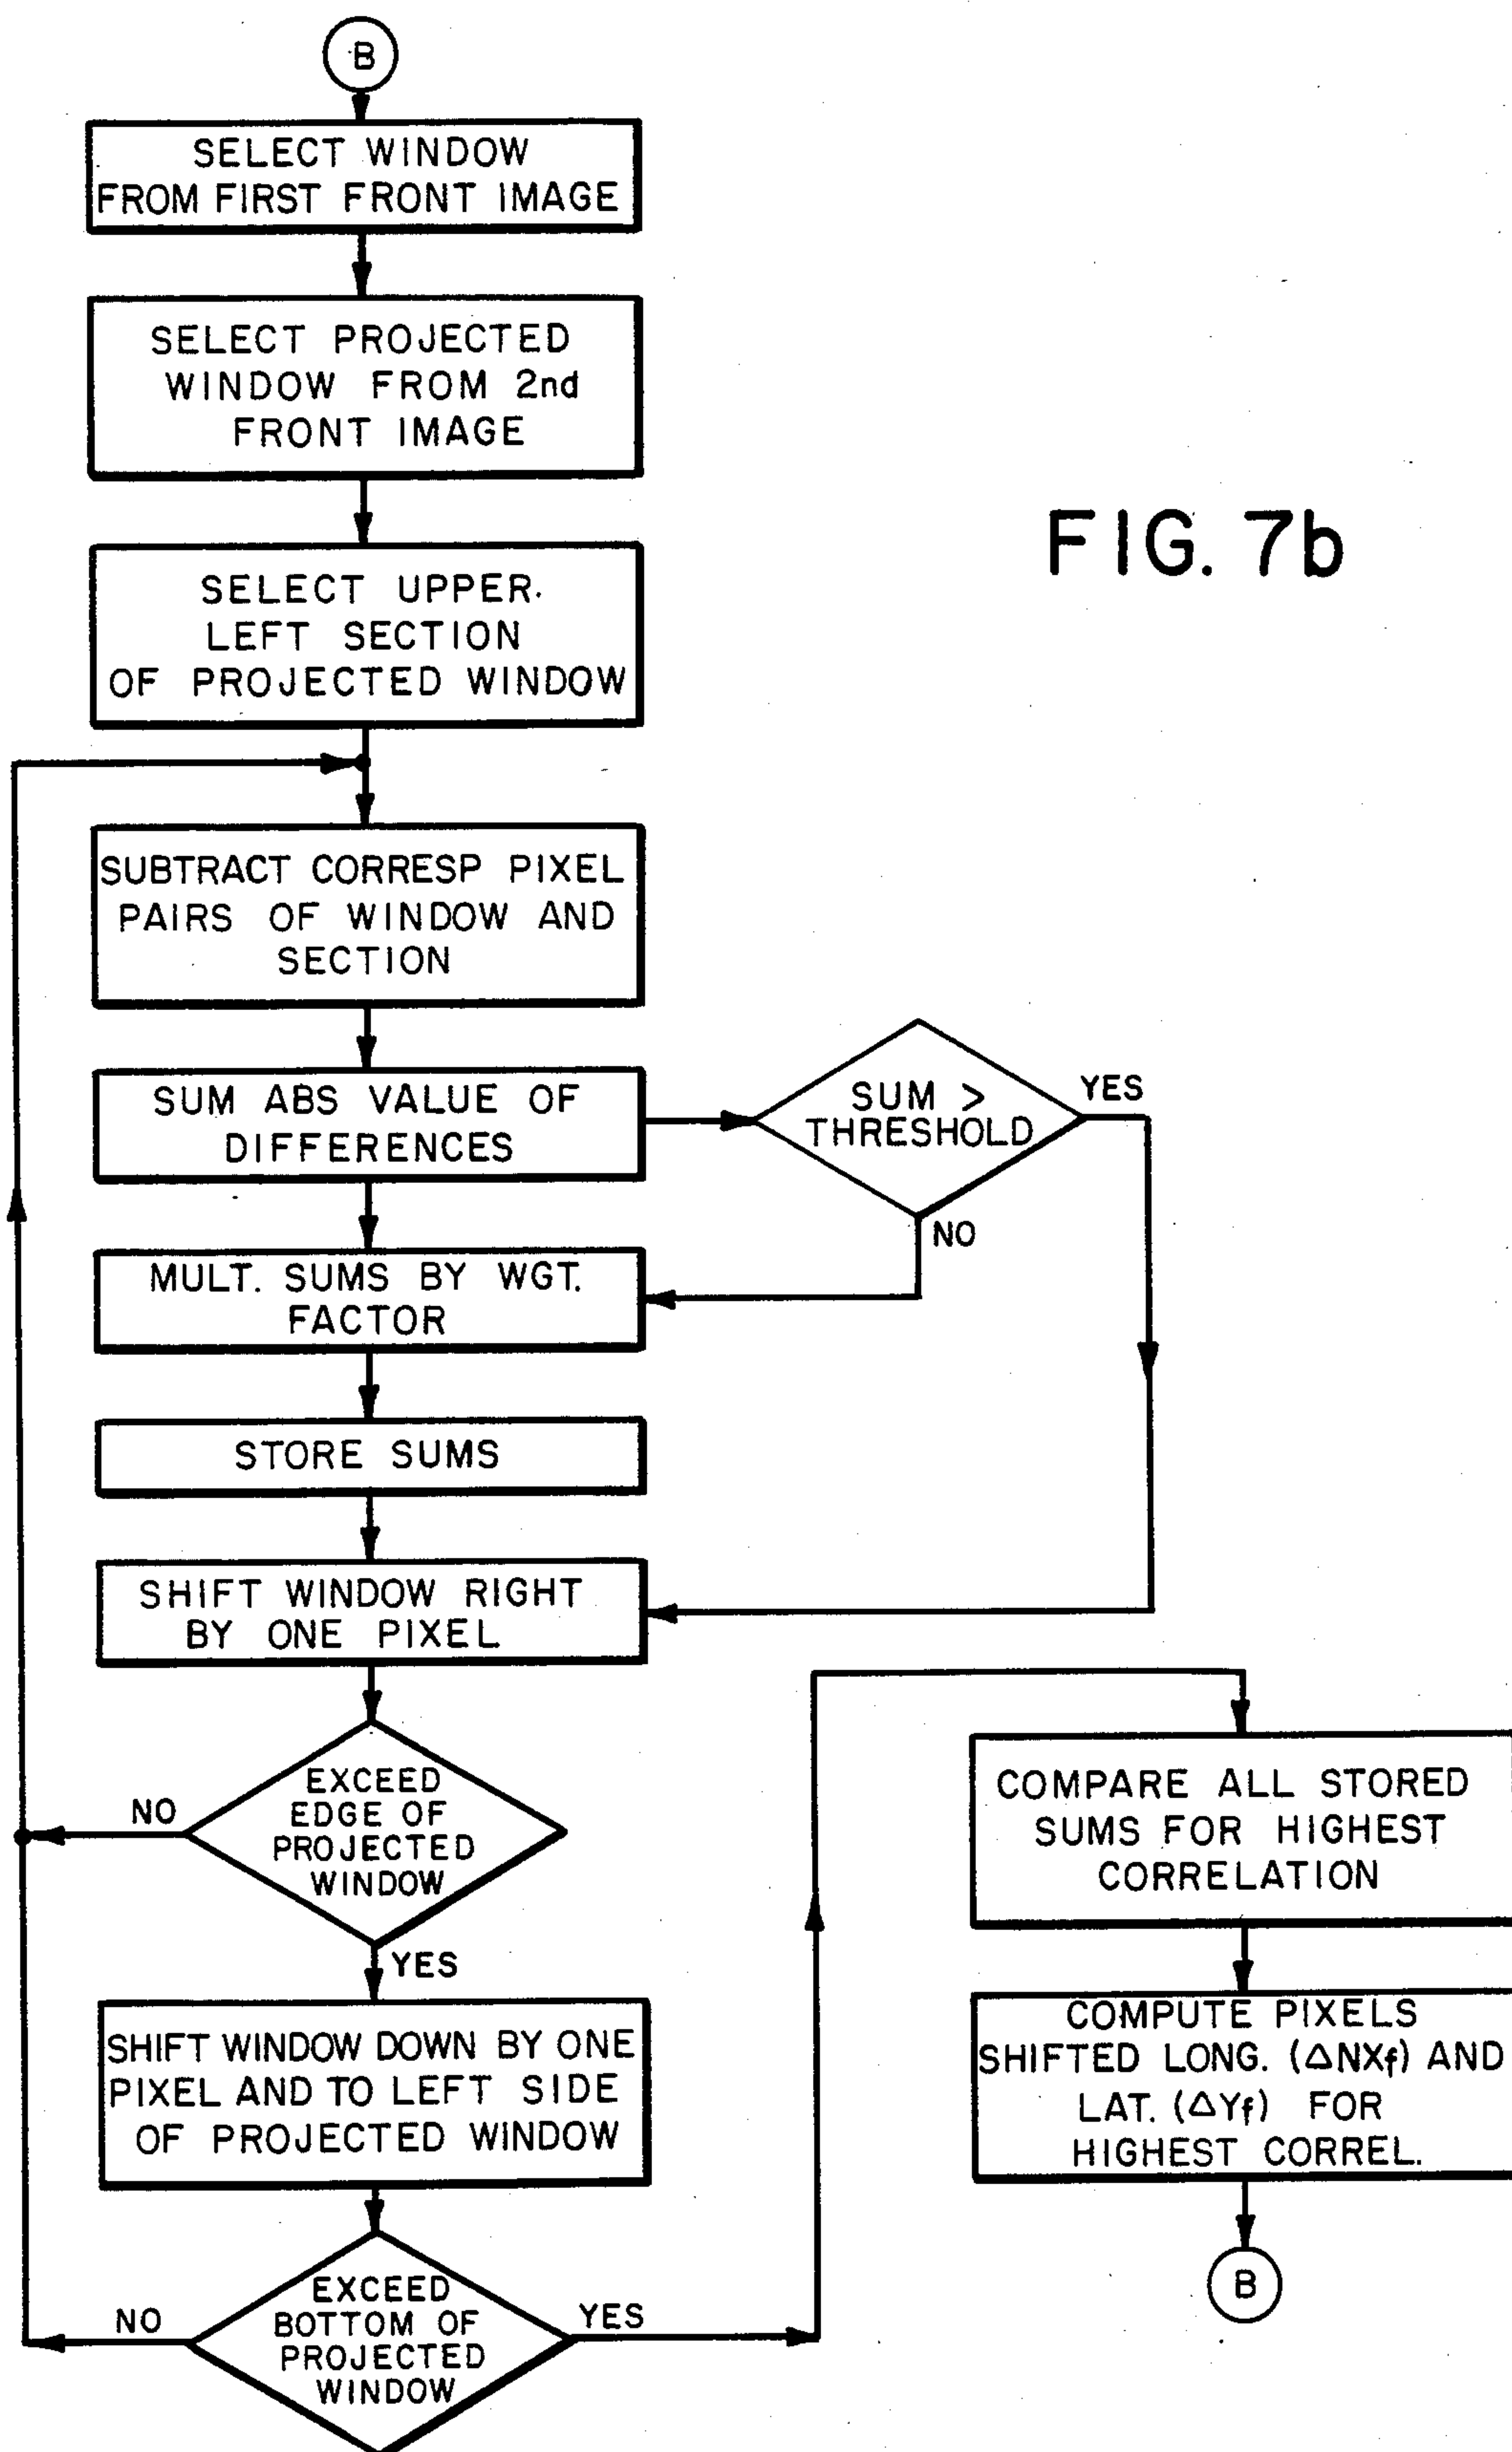 B
SELECT WINDOW
FROM FIRST FRONT IMAGE
SELECT PROJECTED
WINDOW FROM 2nd
FRONT IMAGE
SELECT UPPER
LEFT SECTION
OF PROJECTED WINDOW
FIG. 7b
SUBTRACT CORRESP PIXEL
PAIRS OF WINDOW AND
SECTION
SUM ABS VALUE OF
DIFFERENCES
SUM >
THRESHOLD
YES
NO
MULT. SUMS BY WGT.
FACTOR
STORE SUMS
SHIFT WINDOW RIGHT
BY ONE PIXEL
EXCEED
EDGE OF
PROJECTED
WINDOW
NO
YES
SHIFT WINDOW DOWN BY ONE
PIXEL AND TO LEFT SIDE
OF PROJECTED WINDOW
EXCEED
BOTTOM OF
PROJECTED
WINDOW
NO
YES
COMPARE ALL STORED
SUMS FOR HIGHEST
CORRELATION
COMPUTE PIXELS
SHIFTED LONG. (ΔNXf) AND
LAT. (ΔYf) FOR
HIGHEST CORREL.
B